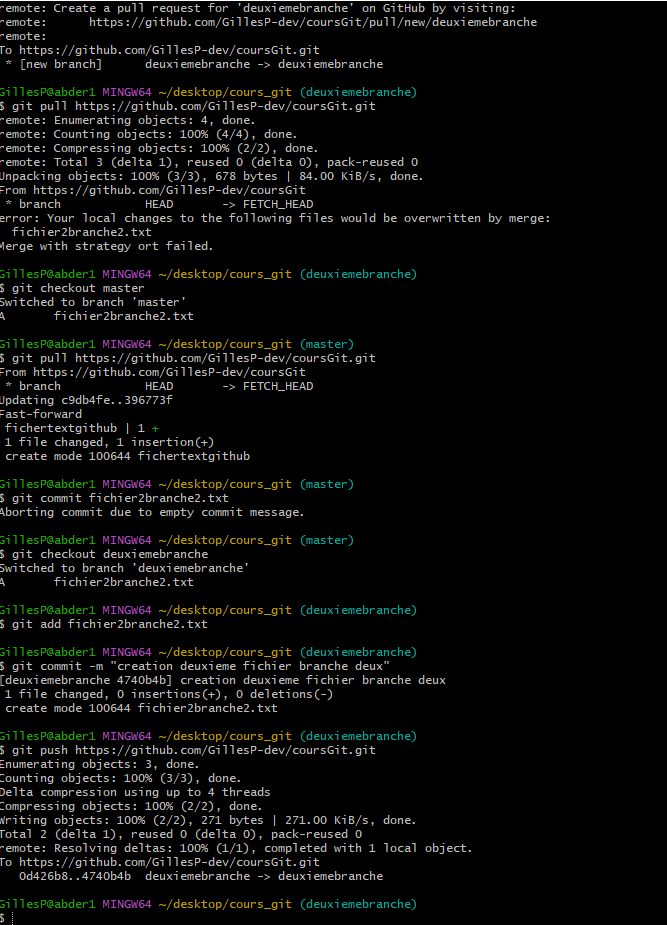 remote: Create a pull request for 'deuxiemebranche' on GitHub by visiting:
remote:      https://github.com/GillesP-dev/coursGit/pull/new/deuxiemebranche
remote:
To https://github.com/GillesP-dev/coursGit.git
 * [new branch]      deuxiemebranche -> deuxiemebranche

GillesP@abder1 MINGW64 ~/desktop/cours_git (deuxiemebranche)
$ git pull https://github.com/GillesP-dev/coursGit.git
remote: Enumerating objects: 4, done.
remote: Counting objects: 100% (4/4), done.
remote: Compressing objects: 100% (2/2), done.
remote: Total 3 (delta 1), reused 0 (delta 0), pack-reused 0
Unpacking objects: 100% (3/3), 678 bytes | 84.00 KiB/s, done.
From https://github.com/GillesP-dev/coursGit
 * branch            HEAD       -> FETCH_HEAD
error: Your local changes to the following files would be overwritten by merge:
  fichier2branche2.txt
Merge with strategy ort failed.

GillesP@abder1 MINGW64 ~/desktop/cours_git (deuxiemebranche)
$ git checkout master
Switched to branch 'master'
A       fichier2branche2.txt

GillesP@abder1 MINGW64 ~/desktop/cours_git (master)
$ git pull https://github.com/GillesP-dev/coursGit.git
From https://github.com/GillesP-dev/coursGit
 * branch            HEAD       -> FETCH_HEAD
Updating c9db4fe..396773f
Fast-forward
 fichertextgithub | 1 +
 1 file changed, 1 insertion(+)
 create mode 100644 fichertextgithub

GillesP@abder1 MINGW64 ~/desktop/cours_git (master)
$ git commit fichier2branche2.txt
Aborting commit due to empty commit message.

GillesP@abder1 MINGW64 ~/desktop/cours_git (master)
$ git checkout deuxiemebranche
Switched to branch 'deuxiemebranche'
A       fichier2branche2.txt

GillesP@abder1 MINGW64 ~/desktop/cours_git (deuxiemebranche)
$ git add fichier2branche2.txt

GillesP@abder1 MINGW64 ~/desktop/cours_git (deuxiemebranche)
$ git commit -m "creation deuxieme fichier branche deux"
[deuxiemebranche 4740b4b] creation deuxieme fichier branche deux
 1 file changed, 0 insertions(+), 0 deletions(-)
 create mode 100644 fichier2branche2.txt

GillesP@abder1 MINGW64 ~/desktop/cours_git (deuxiemebranche)
$ git push https://github.com/GillesP-dev/coursGit.git
Enumerating objects: 3, done.
Counting objects: 100% (3/3), done.
Delta compression using up to 4 threads
Compressing objects: 100% (2/2), done.
Writing objects: 100% (2/2), 271 bytes | 271.00 KiB/s, done.
Total 2 (delta 1), reused 0 (delta 0), pack-reused 0
remote: Resolving deltas: 100% (1/1), completed with 1 local object.
To https://github.com/GillesP-dev/coursGit.git
   0d426b8..4740b4b  deuxiemebranche -> deuxiemebranche

GillesP@abder1 MINGW64 ~/desktop/cours_git (deuxiemebranche)
$